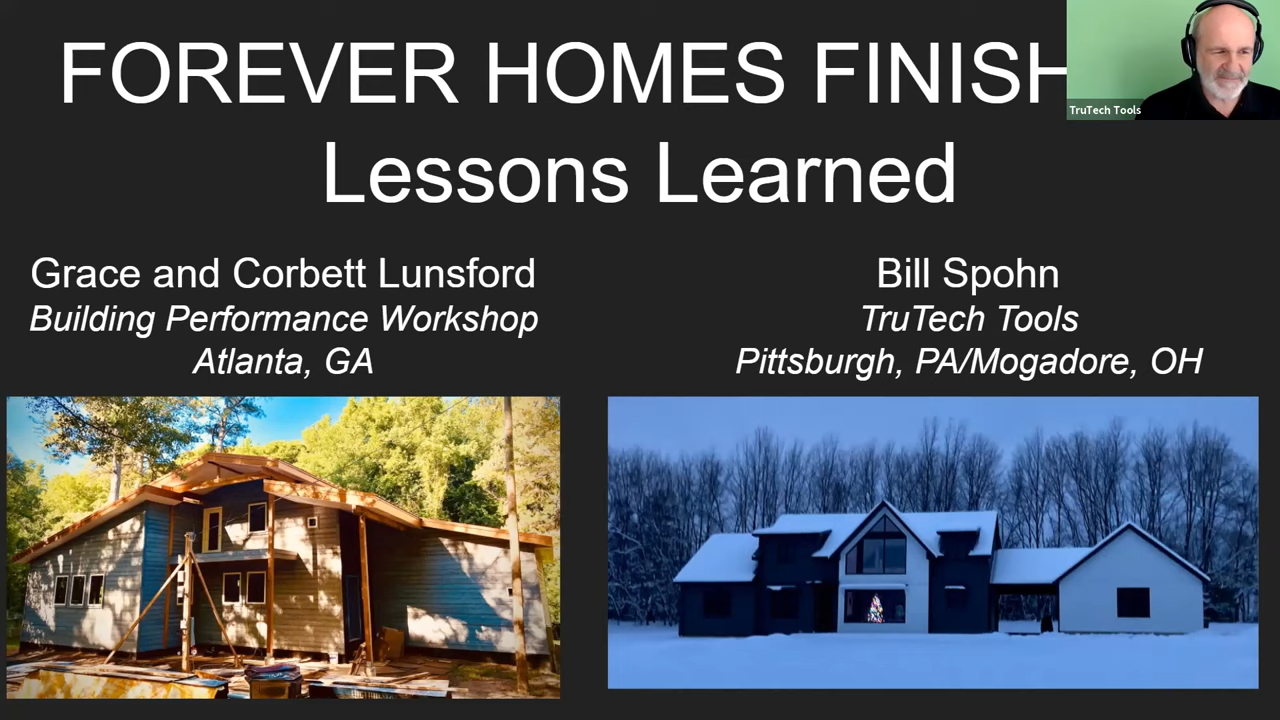 FOREVER HOMES FINISH
Lessons Learned
TruTech Tools
Grace and Corbett Lunsford
Building Performance Workshop
Atlanta, GA
Bill Spohn
TruTech Tools
Pittsburgh, PA/Mogadore, OH